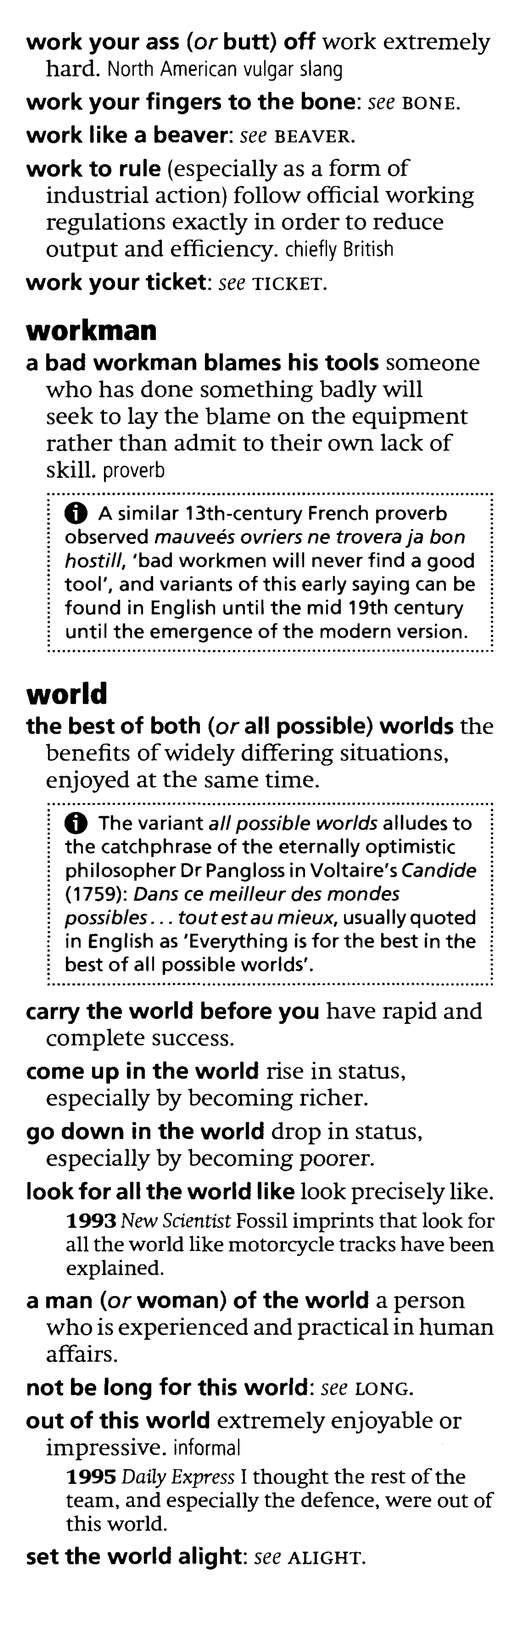 work your ass (or butt) off work extremely
hard. North American vulgar slang
work your fingers to the bone: see BONE.
work like a beaver: see BEAVER.
work to rule (especially as a form of
industrial action) follow official working
regulations exactly in order to reduce
output and efficiency. chiefly British
work your ticket: see TICKET.
workman
a bad workman blames his tools someone
who has done something badly will
seek to lay the blame on the equipment
rather than admit to their own lack of
skill. proverb
A similar 13th-century French proverb
observed mauveés ovriers ne trovera ja bon
hostill, 'bad workmen will never find a good
tool', and variants of this early saying can be
found in English until the mid 19th century
until the emergence of the modern version.
world
the best of both (or all possible) worlds the
benefits of widely differing situations,
enjoyed at the same time.
The variant all possible worlds alludes to
the catchphrase of the eternally optimistic
philosopher Dr Pangloss in Voltaire's Candide
(1759): Dans ce meilleur des mondes
possibles... tout est au mieux, usually quoted
in English as 'Everything is for the best in the
best of all possible worlds'.
carry the world before you have rapid and
complete success.
come up in the world rise in status,
especially by becoming richer.
go down in the world drop in status,
especially by becoming poorer.
look for all the world like look precisely like.
1993 New Scientist Fossil imprints that look for
all the world like motorcycle tracks have been
explained.
a man (or woman) of the world a person
who is experienced and practical in human
affairs.
not be long for this world: see LONG.
out of this world extremely enjoyable or
impressive. informal
1995 Daily Express I thought the rest of the
team, and especially the defence, were out of
this world.
set the world alight: see ALIGHT.